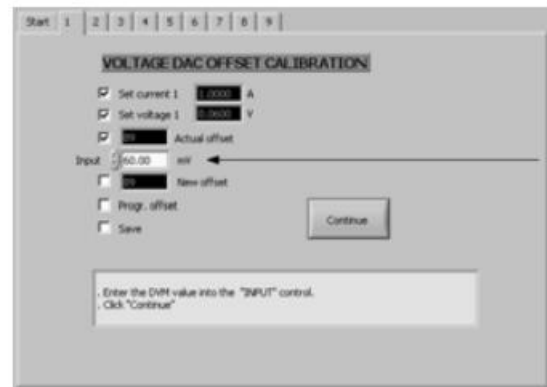 Start 1 2 3 4 5 6 7 8 9
VOLTAGE DAC OFFSET CALIBRATION
Set current 1 1.0000 A
Set voltage 1 0.0600 V
89 Actual offset
Input 60.00 mV
89 New offset
Progr. offset
Continue
Save
. Enter the DVM value into the "INPUT" control.
. Click "Continue"